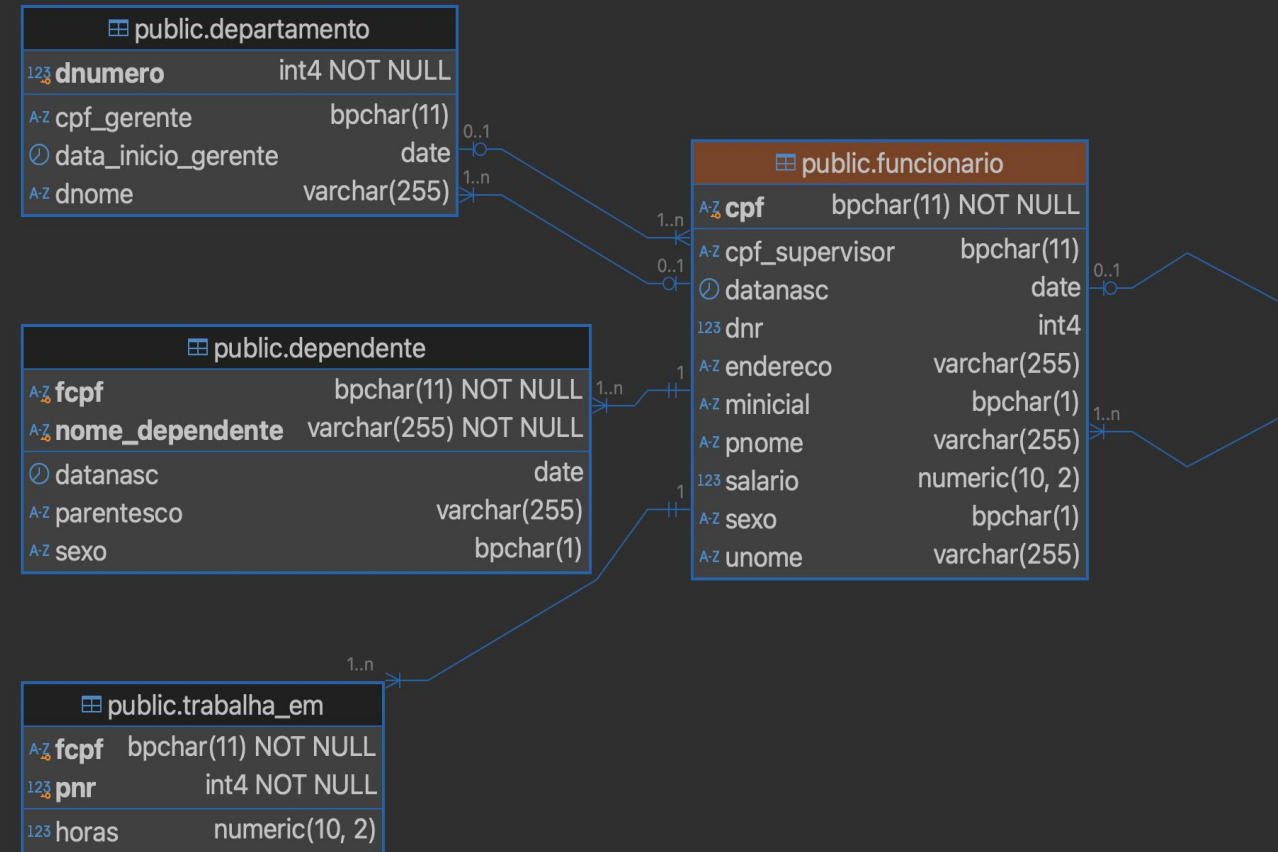 public.departamento
123 dnumero int4 NOT NULL
A-Z cpf_gerente bpchar(11)
data_inicio_gerente date
A-Z dnome varchar(255)
0..1
1..n
public.funcionario
A-Z cpf bpchar(11) NOT NULL
A-Z cpf_supervisor bpchar(11)
datanasc date
123 dnr int4
A-Z endereco varchar(255)
A-Z minicial bpchar(1)
A-Z pnome varchar(255)
123 salario numeric(10, 2)
A-Z sexo bpchar(1)
A-Z unome varchar(255)
1..n
0..1
1
1
0..1
1..n
public.dependente
A-Z fcpf bpchar(11) NOT NULL
A-Z nome_dependente varchar(255) NOT NULL
datanasc date
A-Z parentesco varchar(255)
A-Z sexo bpchar(1)
1..n
1..n
public.trabalha_em
A-Z fcpf bpchar(11) NOT NULL
123 pnr int4 NOT NULL
123 horas numeric(10, 2)